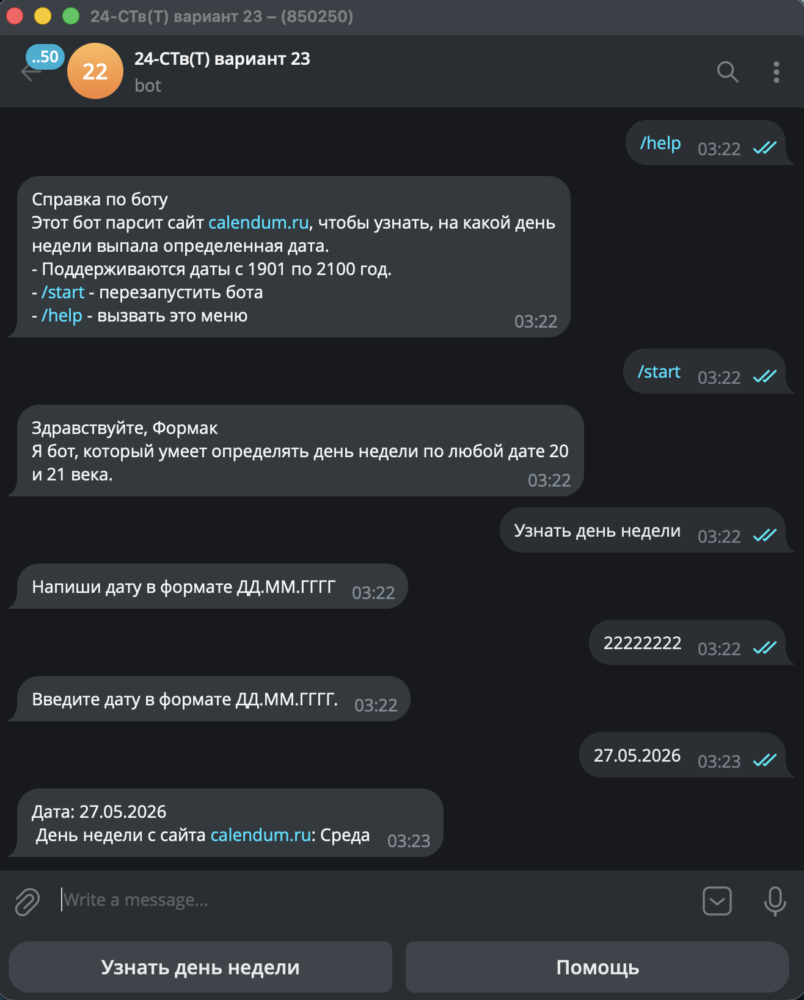 24-СТв(Т) вариант 23 – (850250)
..50
22
24-СТв(Т) вариант 23
bot
/help 03:22
Справка по боту
Этот бот парсит сайт calendum.ru, чтобы узнать, на какой день
недели выпала определенная дата.
- Поддерживаются даты с 1901 по 2100 год.
- /start - перезапустить бота
- /help - вызвать это меню
03:22
/start 03:22
Здравствуйте, Формак
Я бот, который умеет определять день недели по любой дате 20
и 21 века.
03:22
Узнать день недели 03:22
Напиши дату в формате ДД.ММ.ГГГГ 03:22
22222222 03:22
Введите дату в формате ДД.ММ.ГГГГ. 03:22
27.05.2026 03:23
Дата: 27.05.2026
День недели с сайта calendum.ru: Среда 03:23
Write a message...
Узнать день недели
Помощь